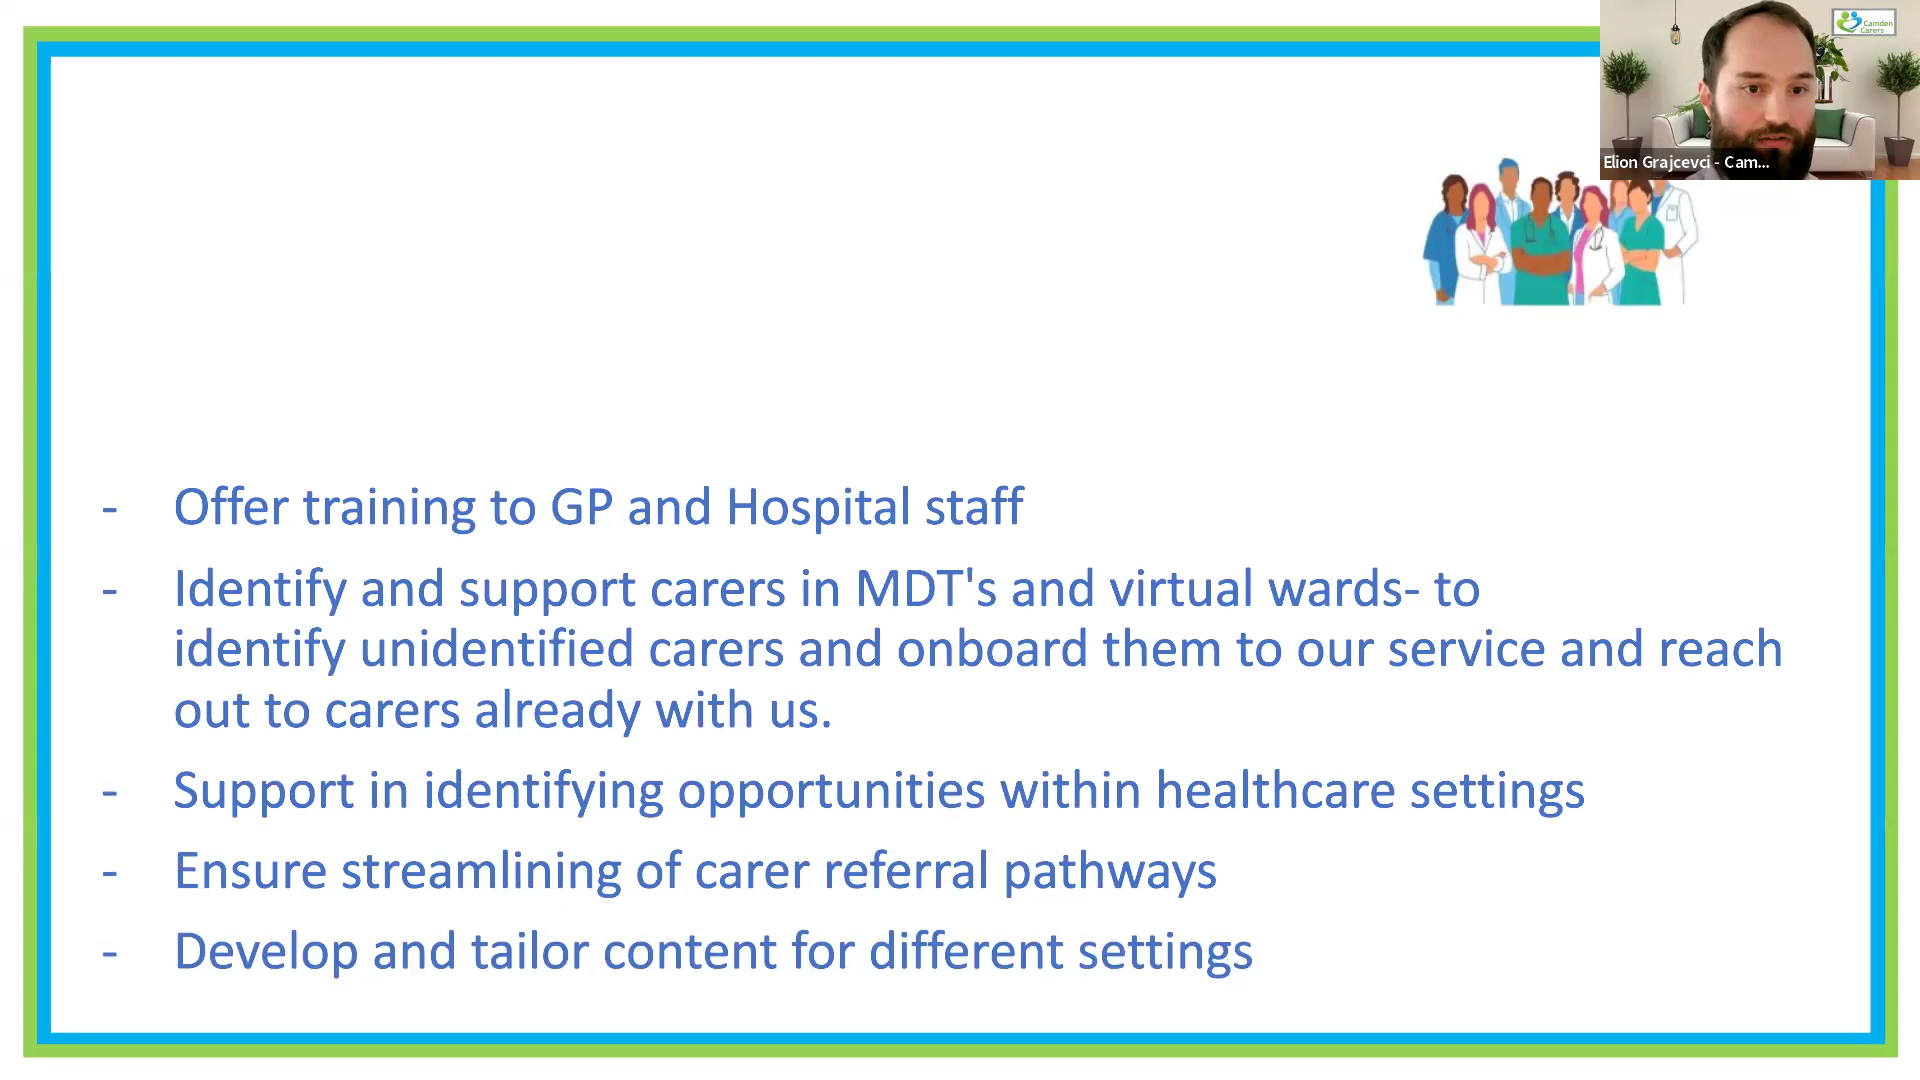 Camden
Carers
Elion Grajcevci - Cam...
- Offer training to GP and Hospital staff
- Identify and support carers in MDT's and virtual wards- to
identify unidentified carers and onboard them to our service and reach
out to carers already with us.
- Support in identifying opportunities within healthcare settings
- Ensure streamlining of carer referral pathways
- Develop and tailor content for different settings